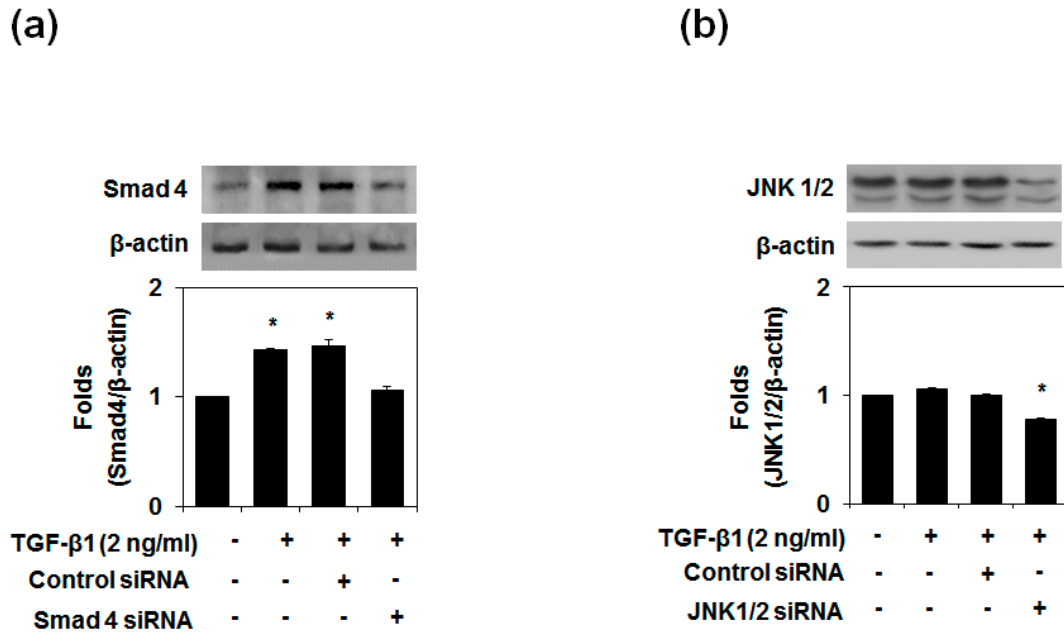 (a)
Smad 4
β-actin
2
* *
1
0
Folds
(Smad4/β-actin)
TGF-β1 (2 ng/ml) - + + +
Control siRNA - - + -
Smad 4 siRNA - - - +
(b)
JNK 1/2
β-actin
2
*
1
0
Folds
(JNK1/2/β-actin)
TGF-β1 (2 ng/ml) - + + +
Control siRNA - - + -
JNK1/2 siRNA - - - +